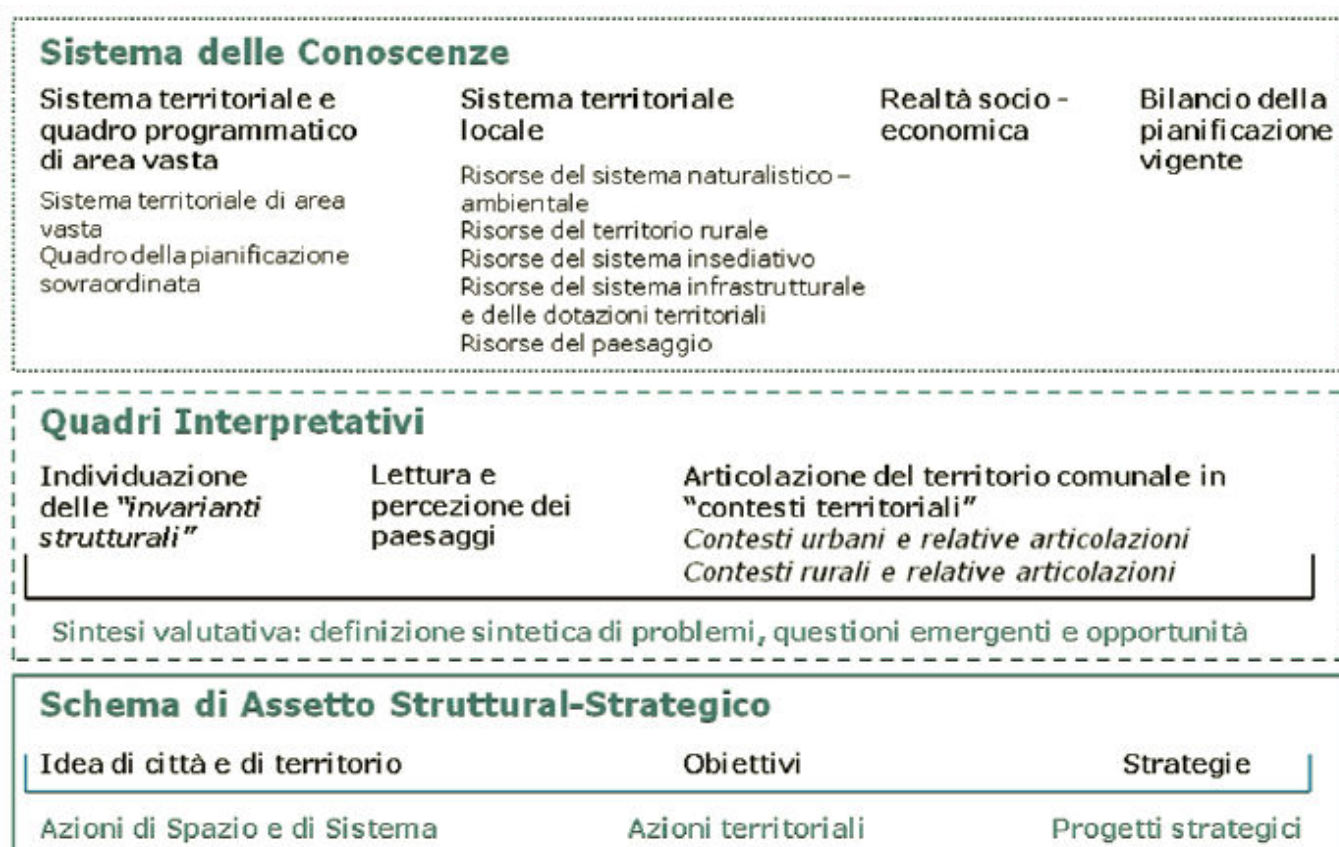 Sistema delle Conoscenze
Sistema territoriale e
quadro programmatico
di area vasta
Sistema territoriale di area
vasta
Quadro della pianificazione
sovraordinata
Sistema territoriale
locale
Risorse del sistema naturalistico –
ambientale
Risorse del territorio rurale
Risorse del sistema insediativo
Risorse del sistema infrastrutturale
e delle dotazioni territoriali
Risorse del paesaggio
Realtà socio -
economica
Bilancio della
pianificazione
vigente
Quadri Interpretativi
Individuazione
delle "invarianti
strutturali"
Lettura e
percezione dei
paesaggi
Articolazione del territorio comunale in
"contesti territoriali"
Contesti urbani e relative articolazioni
Contesti rurali e relative articolazioni
Sintesi valutativa: definizione sintetica di problemi, questioni emergenti e opportunità
Schema di Assetto Struttural-Strategico
Idea di città e di territorio
Obiettivi
Strategie
Azioni di Spazio e di Sistema
Azioni territoriali
Progetti strategici